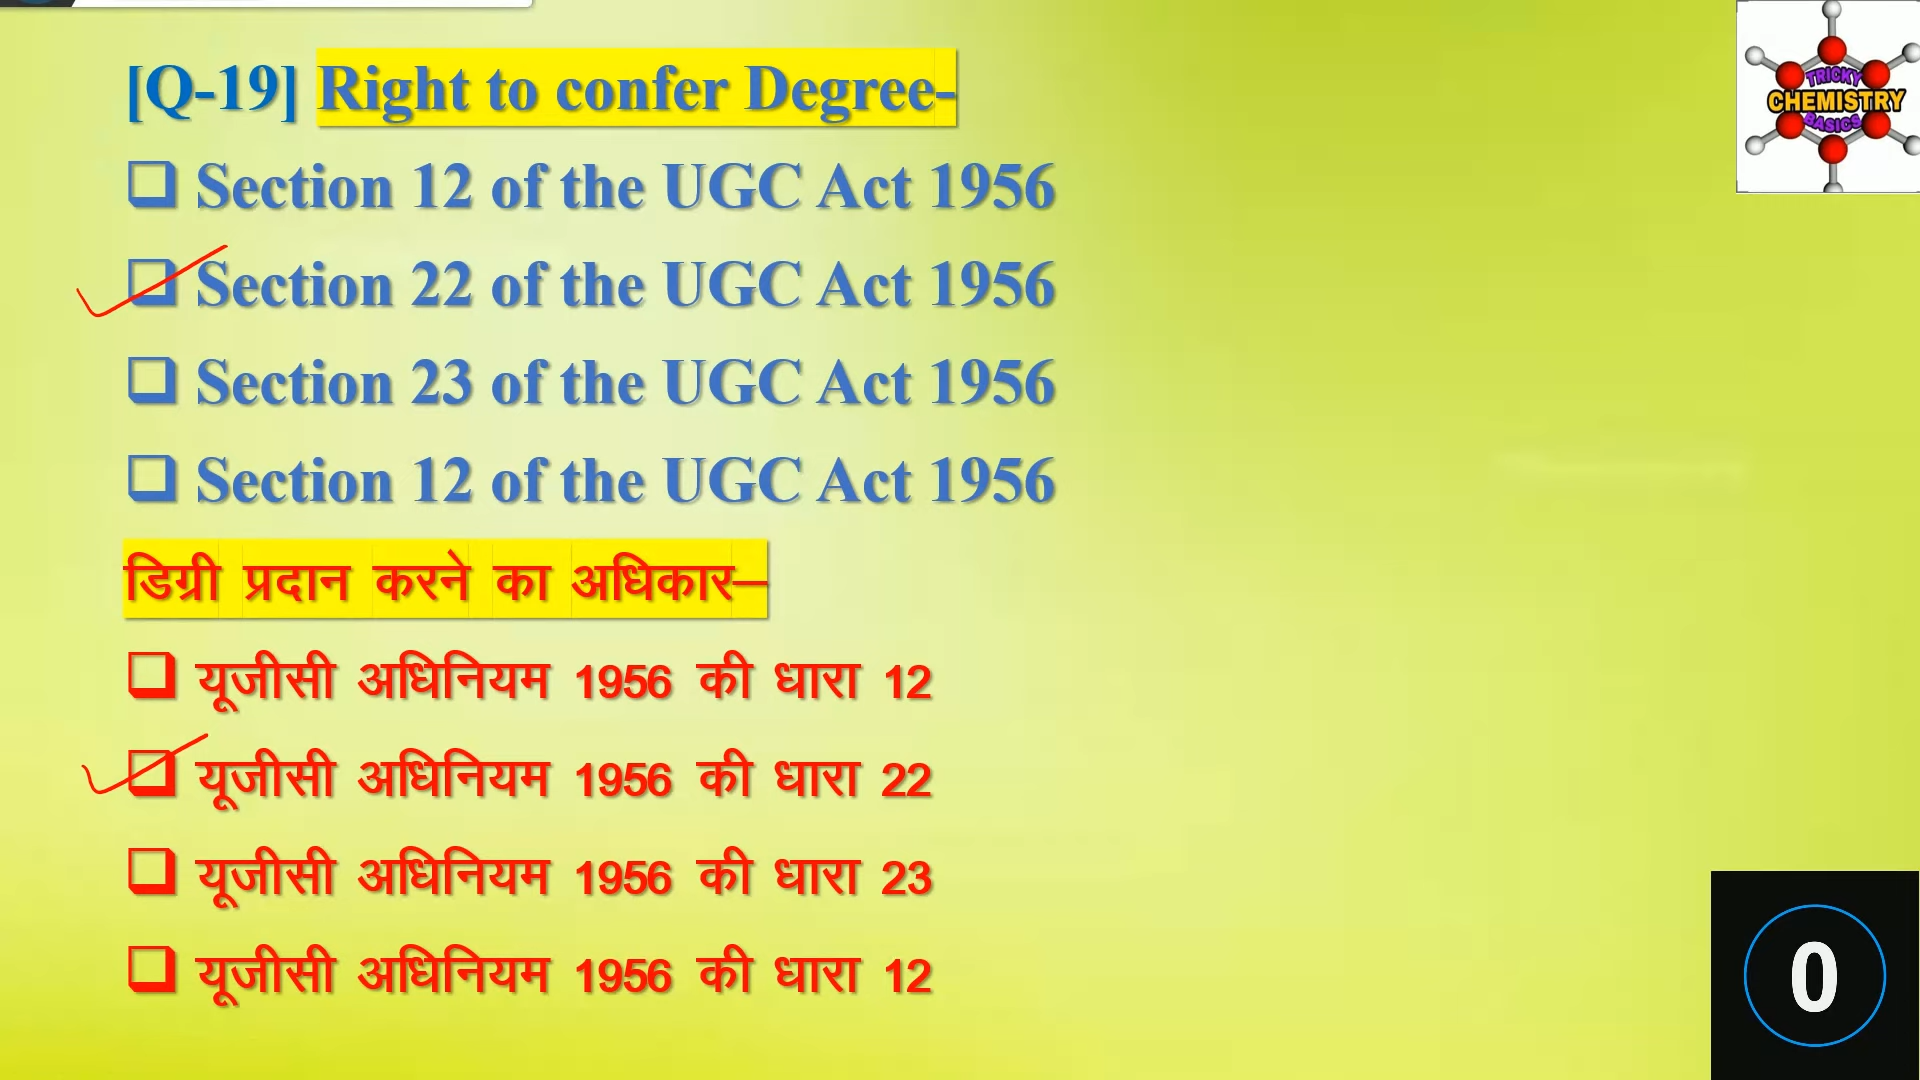 [Q-19] Right to confer Degree-
❑ Section 12 of the UGC Act 1956
❑ Section 22 of the UGC Act 1956
❑ Section 23 of the UGC Act 1956
❑ Section 12 of the UGC Act 1956
डिग्री प्रदान करने का अधिकार–
❑ यूजीसी अधिनियम 1956 की धारा 12
❑ यूजीसी अधिनियम 1956 की धारा 22
❑ यूजीसी अधिनियम 1956 की धारा 23
❑ यूजीसी अधिनियम 1956 की धारा 12
TRICKY
CHEMISTRY
BASICS
0